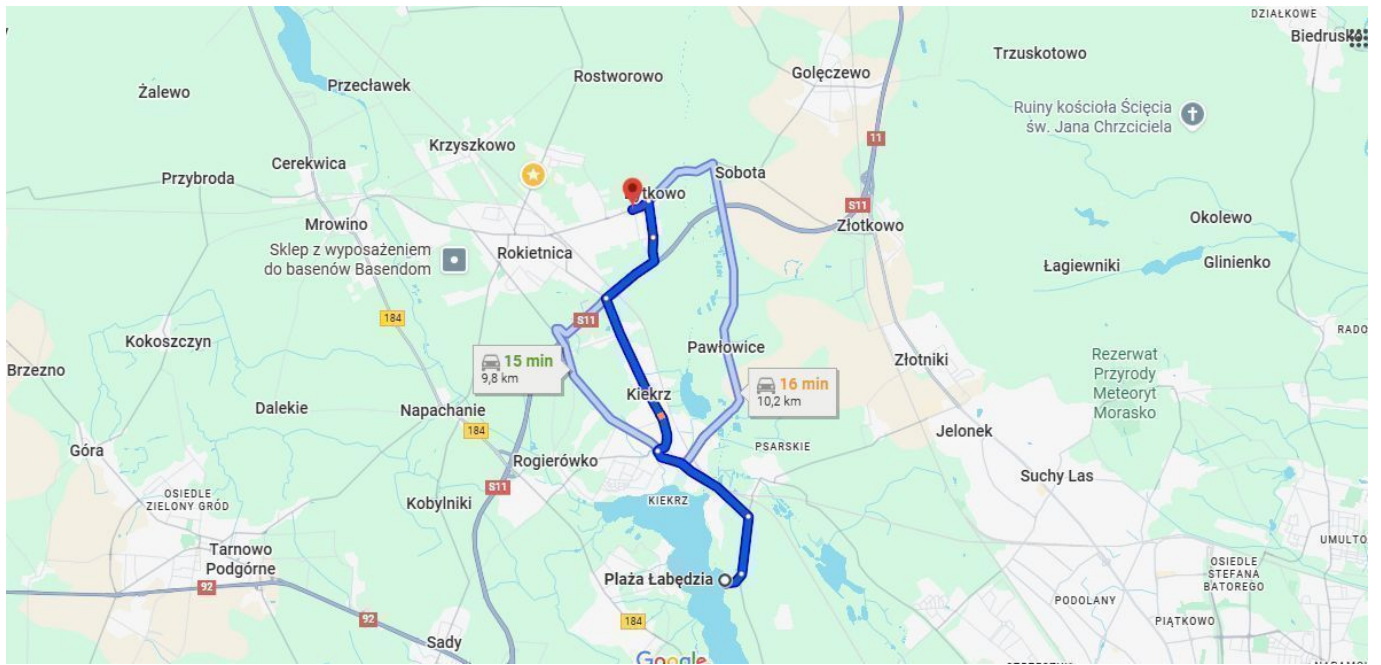 DZIAŁKOWE
Biedrusko
Trzuskotowo
Rostworowo
Golęczewo
Przecławek
Żalewo
Ruiny kościoła Ścięcia
św. Jana Chrzciciela
11
Krzyszkowo
Cerekwica
Sobota
Przybroda
S11
Okolewo
Mrowino
Złotkowo
Sklep z wyposażeniem
do basenów Basendom
Rokietnica
Łagiewniki
Glinienko
184
S11
Kokoszczyn
Pawłowice
Złotniki
Rezerwat
Przyrody
Meteoryt
Morasko
15 min
9,8 km
Brzezno
16 min
10,2 km
Kiekrz
Dalekie
Napachanie
184
Jelonek
Góra
PSARSKIE
Rogierówko
Suchy Las
S11
OSIEDLE
ZIELONY GRÓD
Kobylniki
KIEKRZ
Tarnowo
Podgórne
OSIEDLE
STEFANA
BATOREGO
Plaża Łabędzia
92
PODOLANY
92
184
PIĄTKOWO
Sady
Google